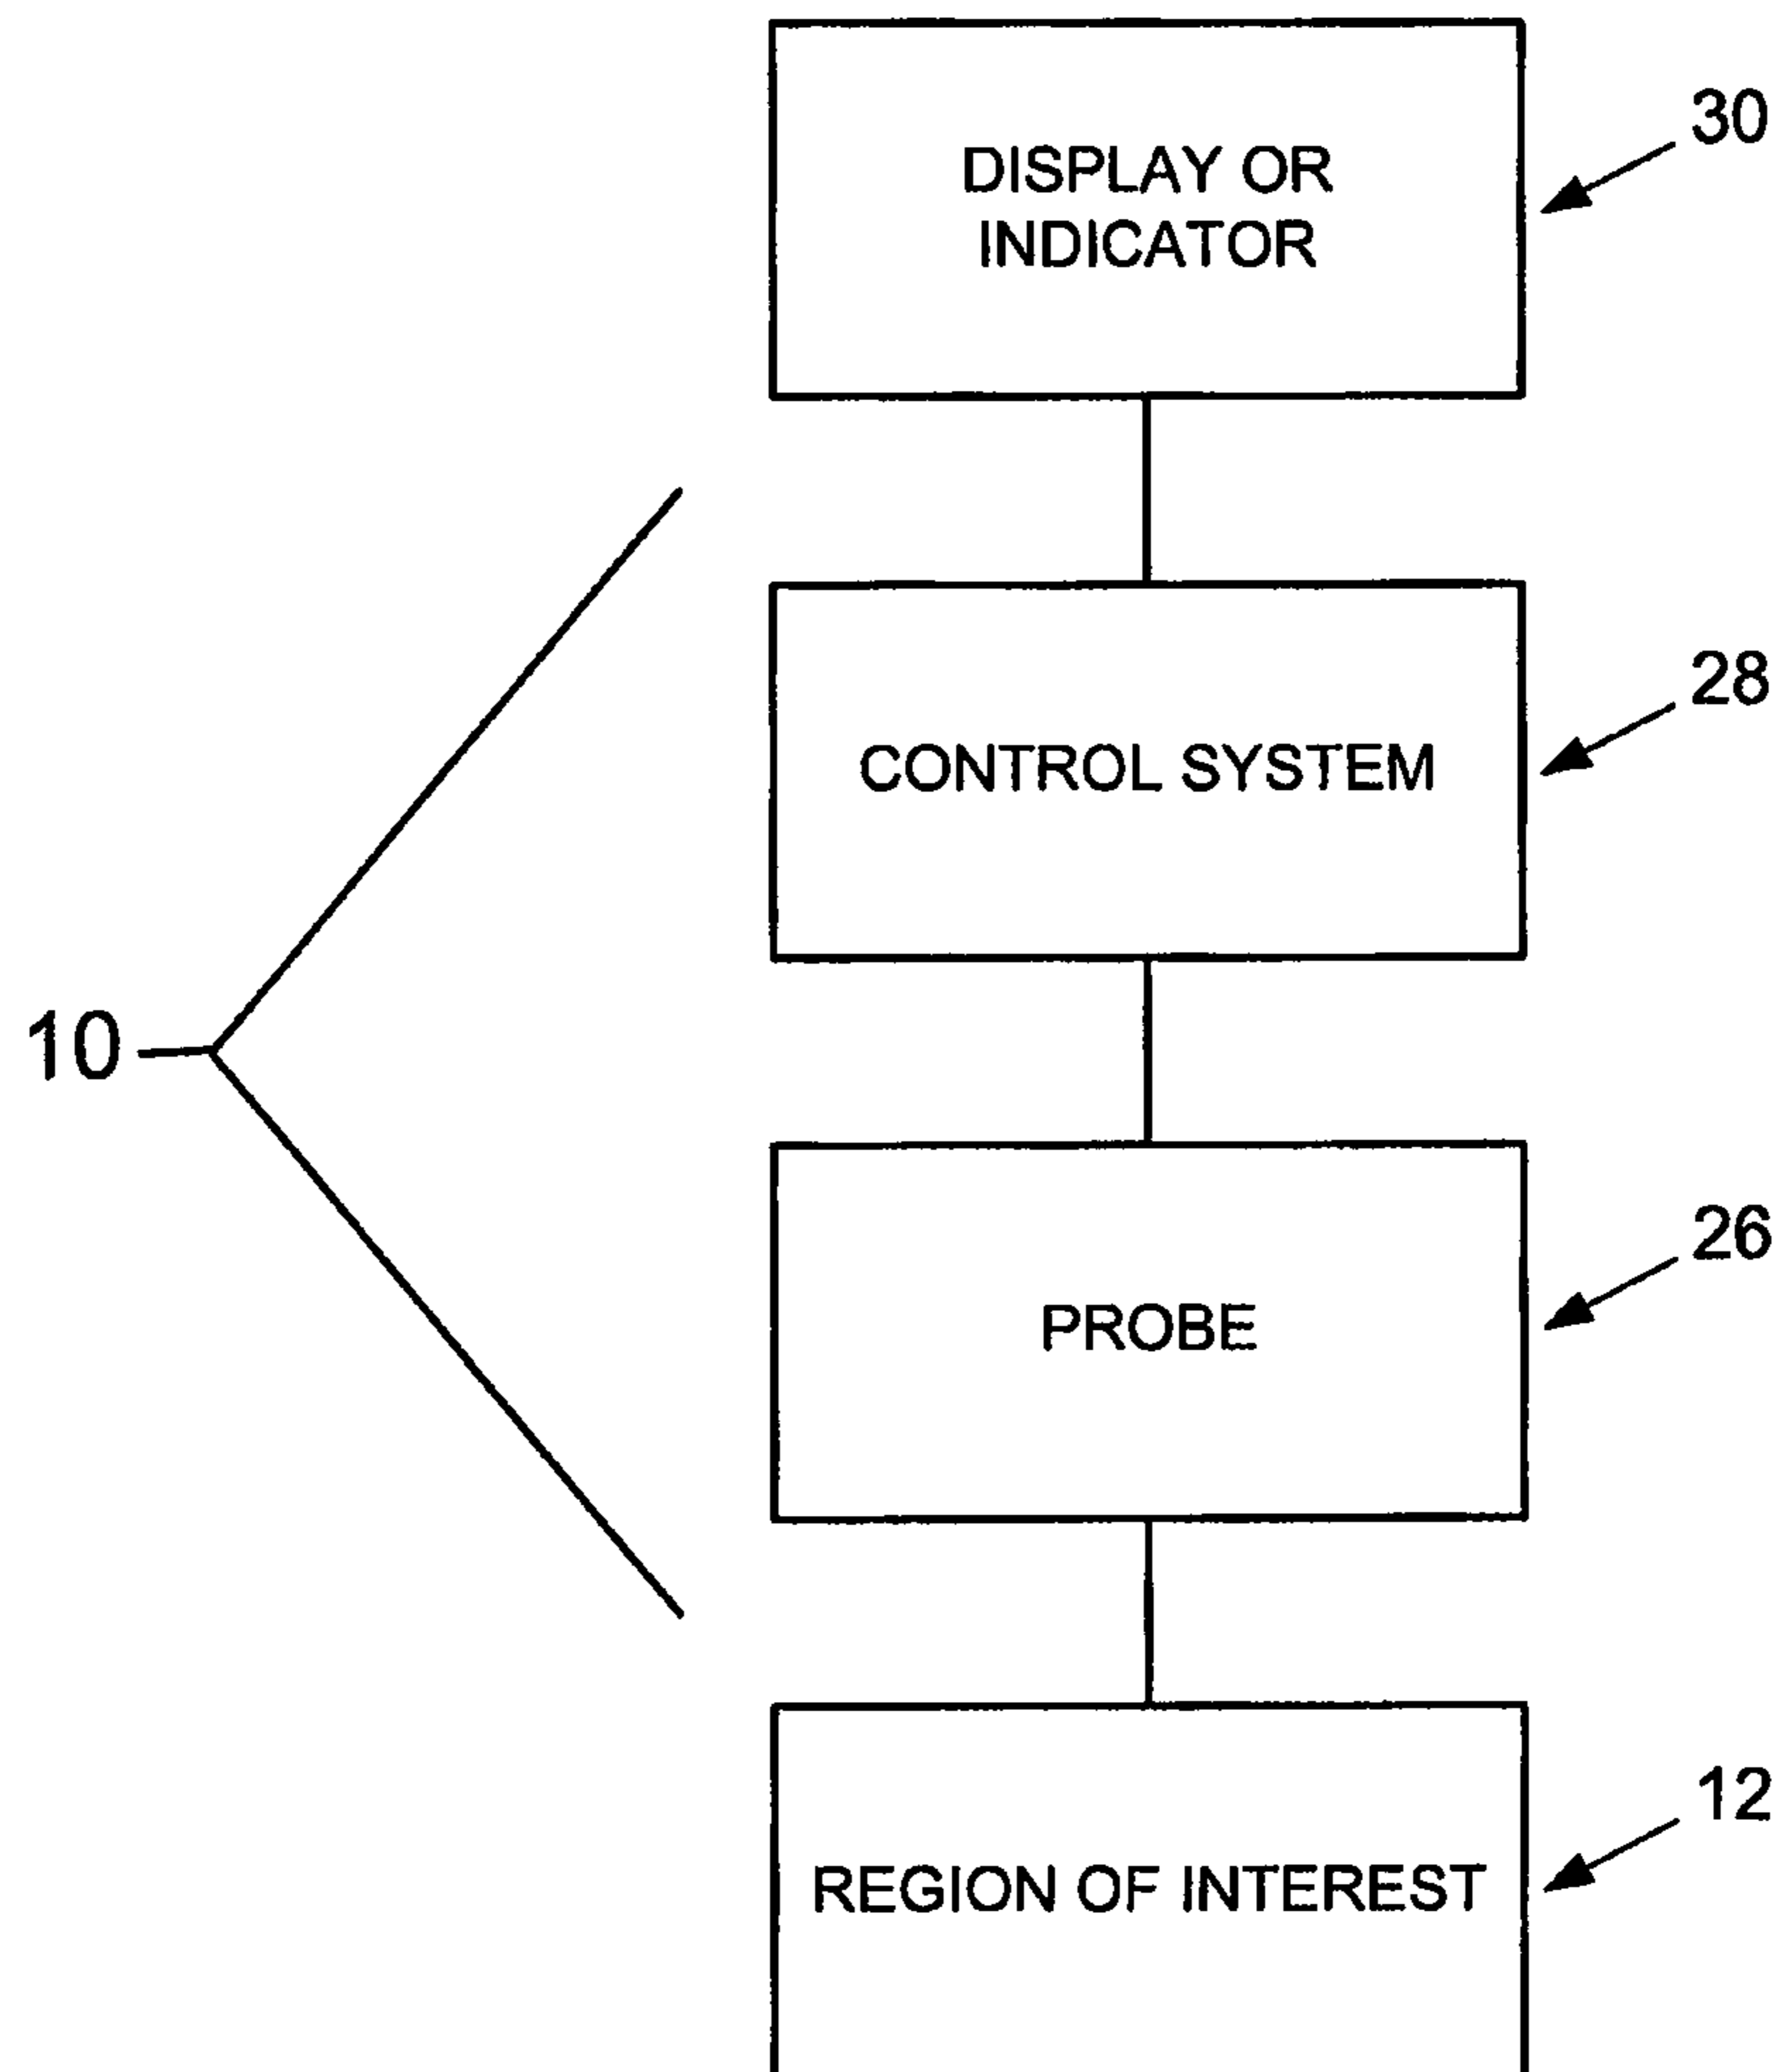 30
DISPLAY OR
INDICATOR
28
CONTROL SYSTEM
10
26
PROBE
12
REGION OF INTEREST